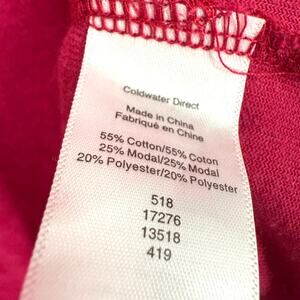 Coldwater Direct
Made in China
Fabriqué en Chine
55% Cotton/55% Coton
25% Modal/25% Modal
20% Polyester/20% Polyester
518
17276
13518
419